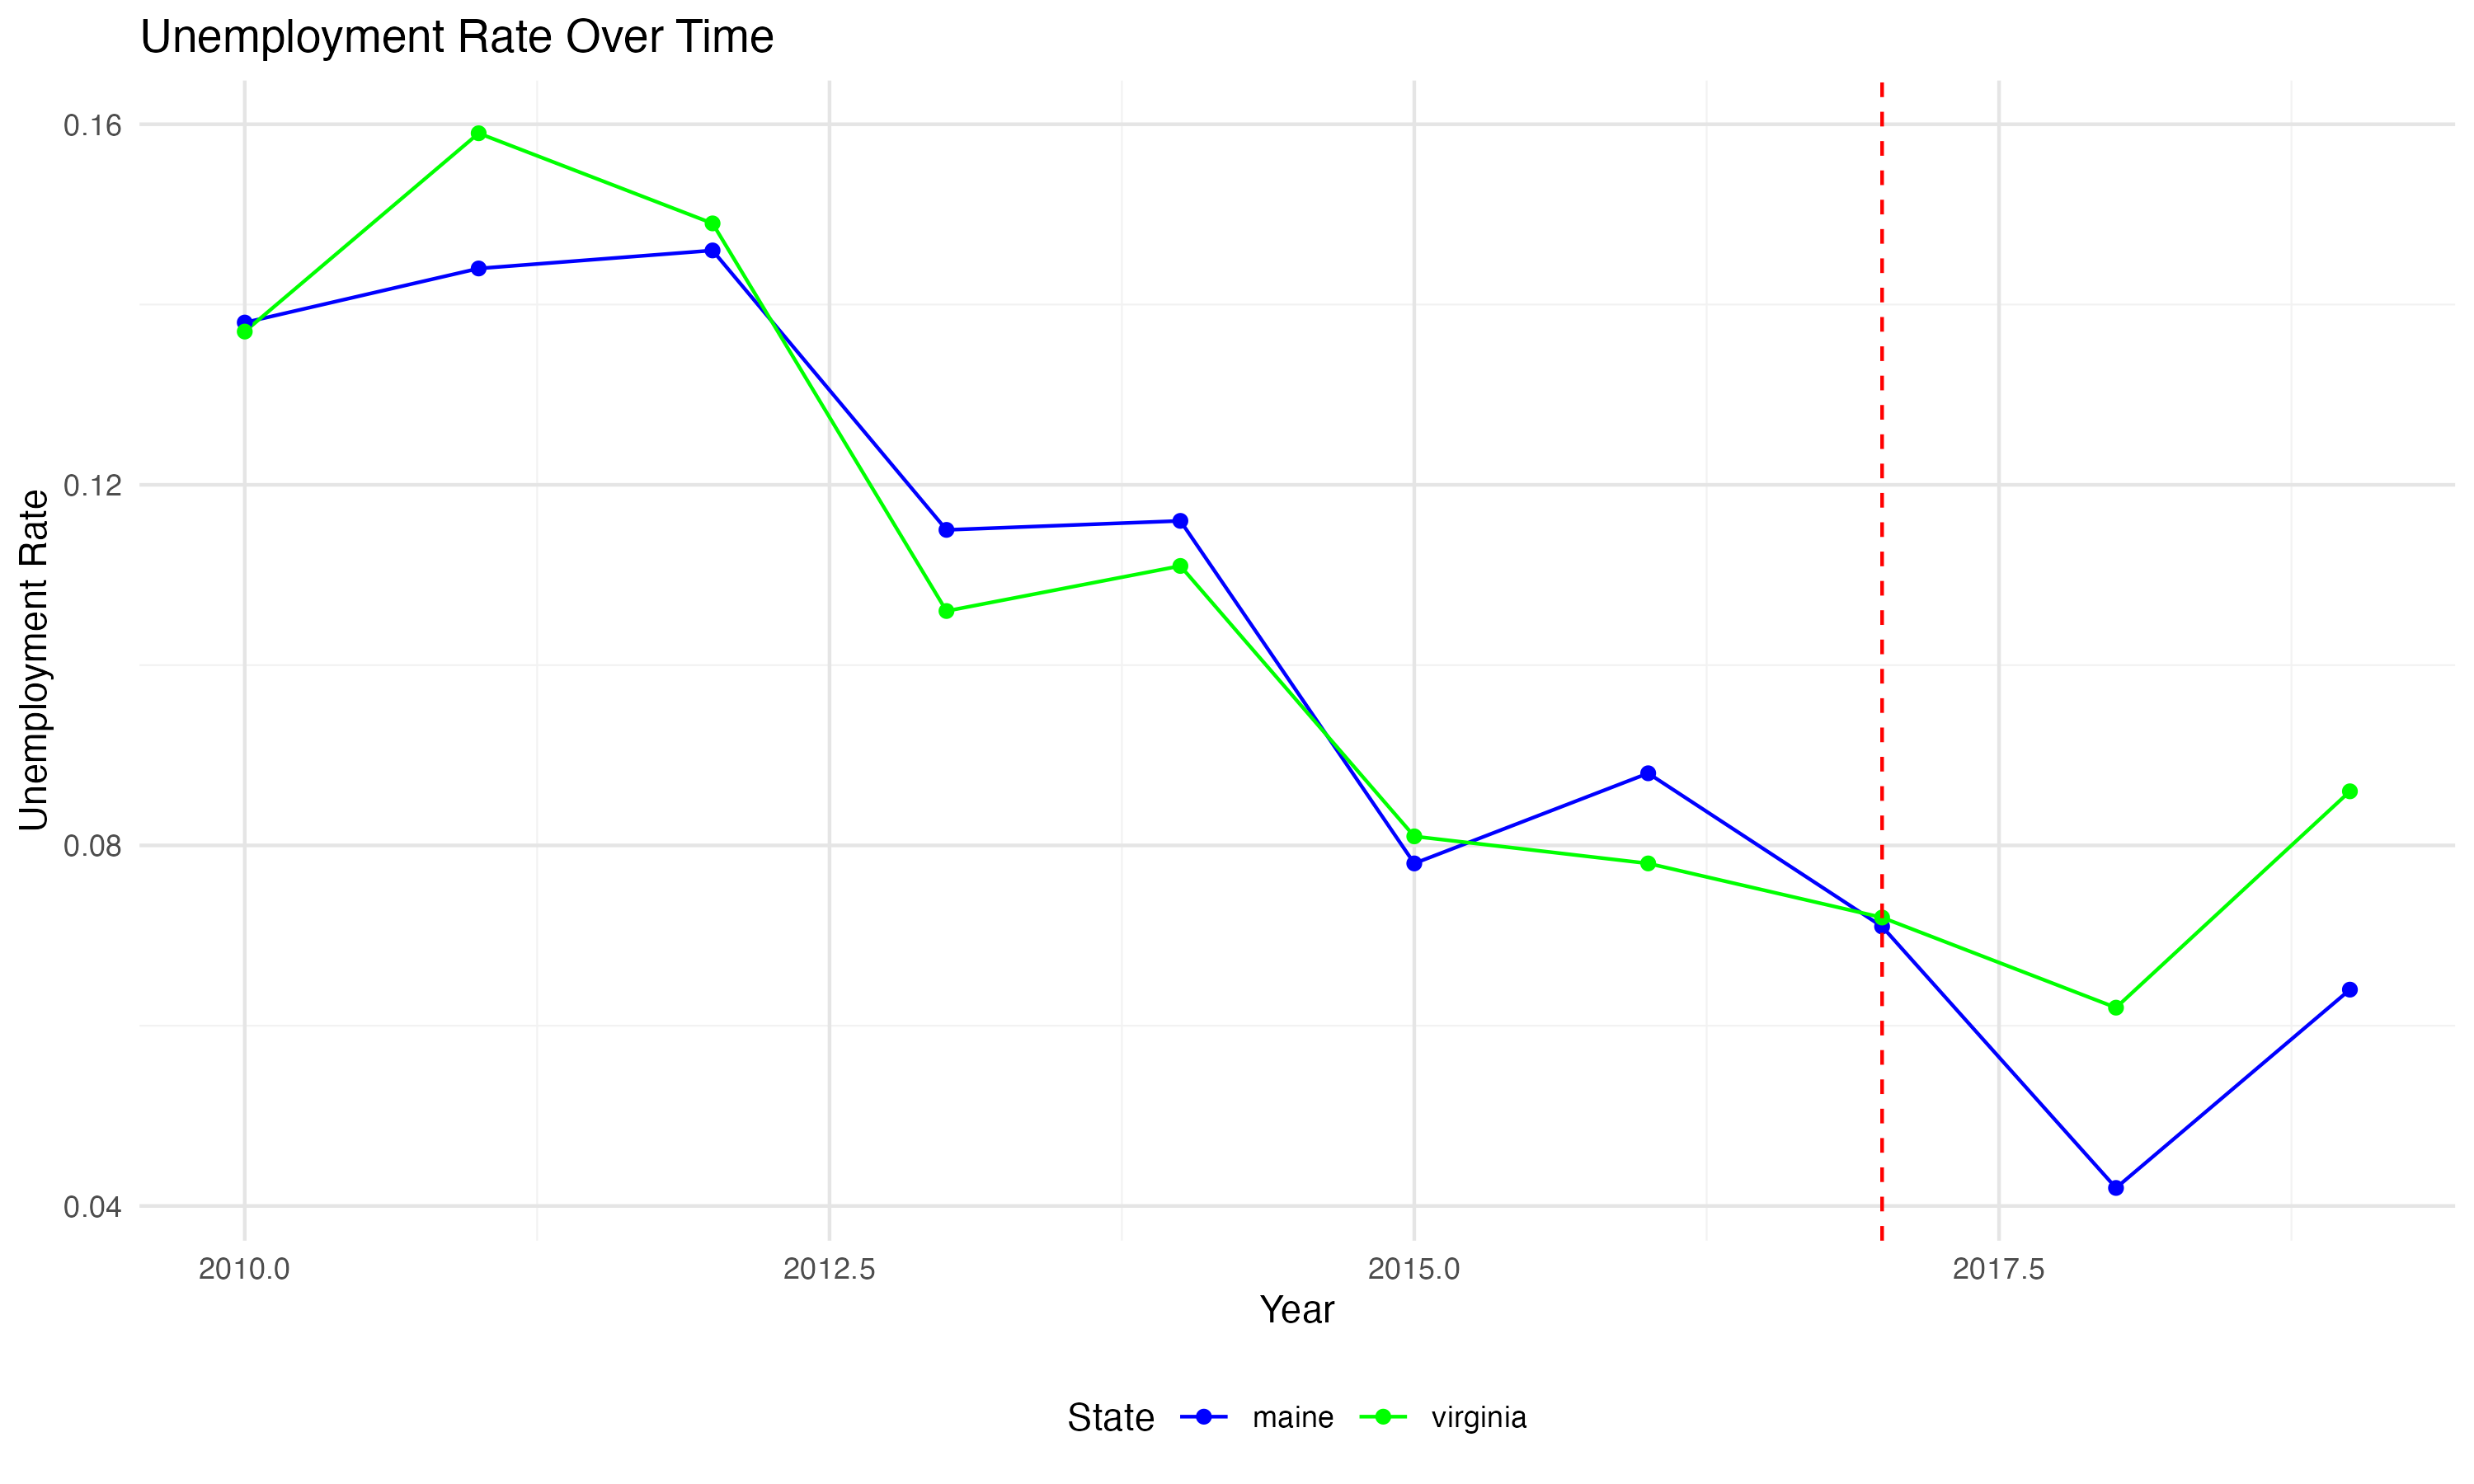 Unemployment Rate Over Time
Unemployment Rate
0.16
0.12
0.08
0.04
2010.0 2012.5 2015.0 2017.5
Year
State maine virginia